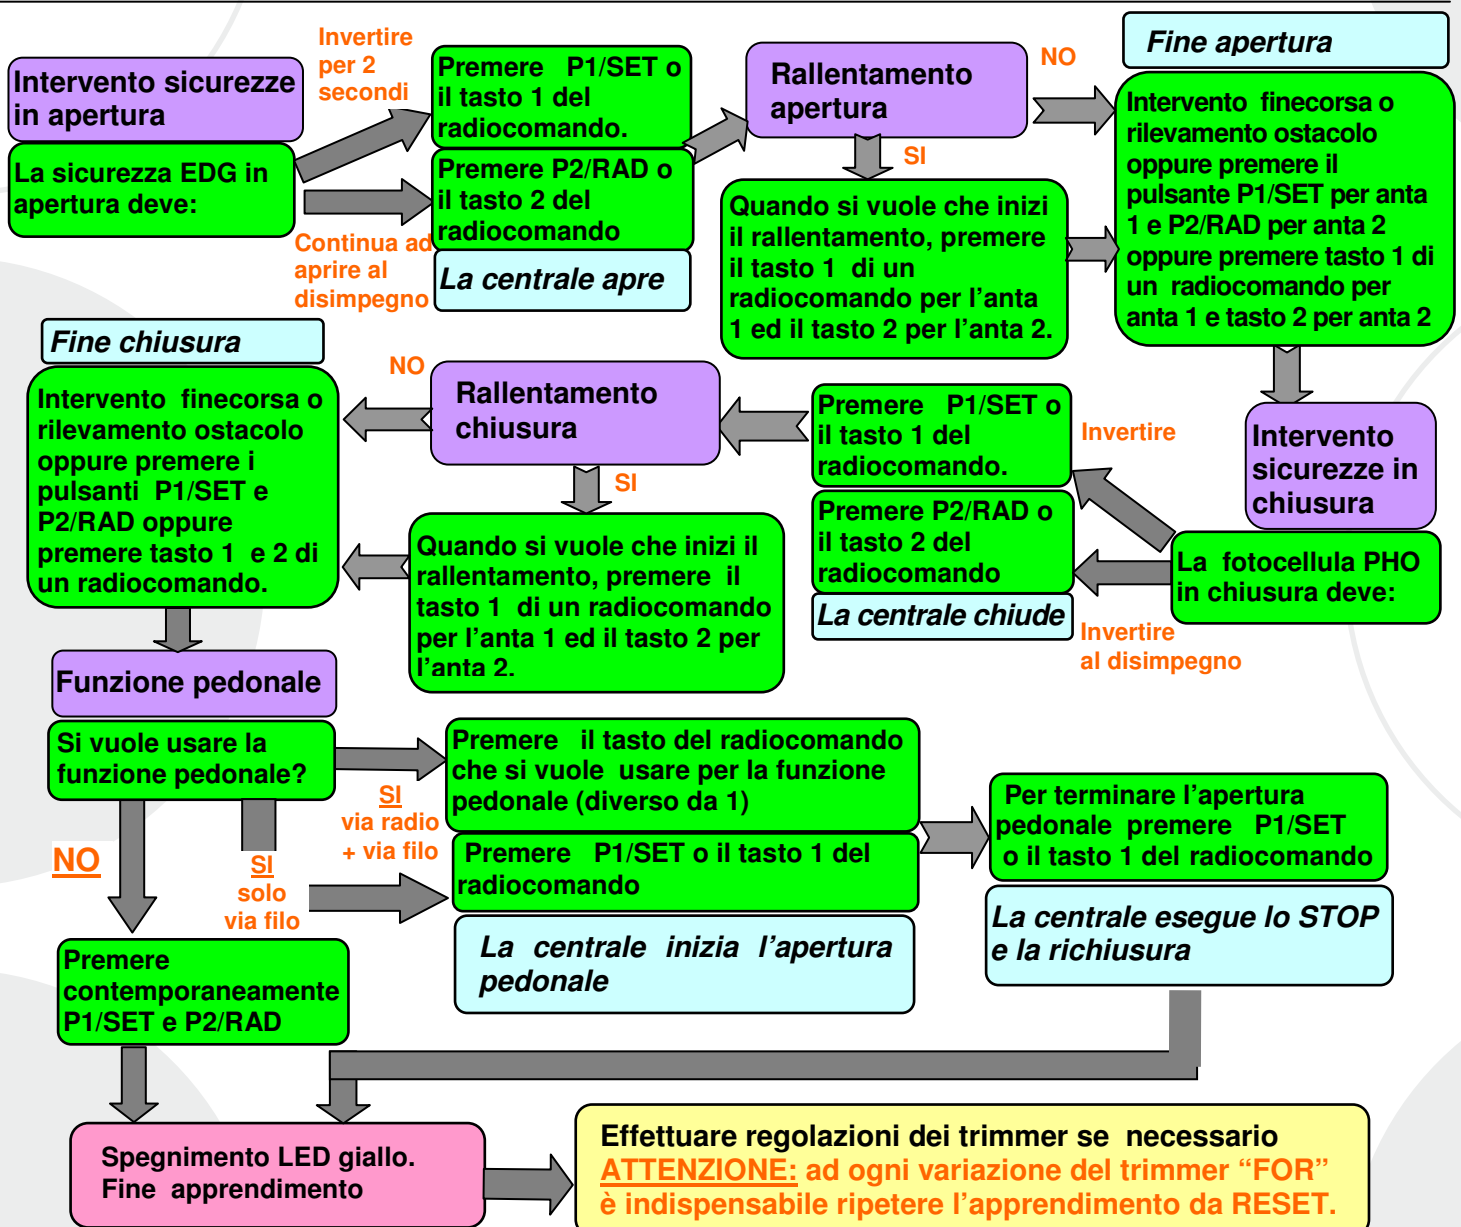 Intervento sicurezze
in apertura
La sicurezza EDG in
apertura deve:
Invertire
per 2
secondi
Continua ad
aprire al
disimpegno
Premere P1/SET o
il tasto 1 del
radiocomando.
Premere P2/RAD o
il tasto 2 del
radiocomando
La centrale apre
Rallentamento
apertura
NO
SI
Quando si vuole che inizi
il rallentamento, premere
il tasto 1 di un
radiocomando per l’anta
1 ed il tasto 2 per l’anta 2.
Fine apertura
Intervento finecorsa o
rilevamento ostacolo
oppure premere il
pulsante P1/SET per anta
1 e P2/RAD per anta 2
oppure premere tasto 1 di
un radiocomando per
anta 1 e tasto 2 per anta 2
Intervento
sicurezze in
chiusura
La fotocellula PHO
in chiusura deve:
Invertire
Invertire
al disimpegno
Premere P1/SET o
il tasto 1 del
radiocomando.
Premere P2/RAD o
il tasto 2 del
radiocomando
La centrale chiude
Rallentamento
chiusura
NO
SI
Quando si vuole che inizi il
rallentamento, premere il
tasto 1 di un radiocomando
per l’anta 1 ed il tasto 2 per
l’anta 2.
Fine chiusura
Intervento finecorsa o
rilevamento ostacolo
oppure premere i
pulsanti P1/SET e
P2/RAD oppure
premere tasto 1 e 2 di
un radiocomando.
Funzione pedonale
Si vuole usare la
funzione pedonale?
NO
SI
solo
via filo
SI
via radio
+ via filo
Premere il tasto del radiocomando
che si vuole usare per la funzione
pedonale (diverso da 1)
Premere P1/SET o il tasto 1 del
radiocomando
La centrale inizia l’apertura
pedonale
Per terminare l’apertura
pedonale premere P1/SET
o il tasto 1 del radiocomando
La centrale esegue lo STOP
e la richiusura
Premere
contemporaneamente
P1/SET e P2/RAD
Spegnimento LED giallo.
Fine apprendimento
Effettuare regolazioni dei trimmer se necessario
ATTENZIONE: ad ogni variazione del trimmer “FOR”
è indispensabile ripetere l’apprendimento da RESET.